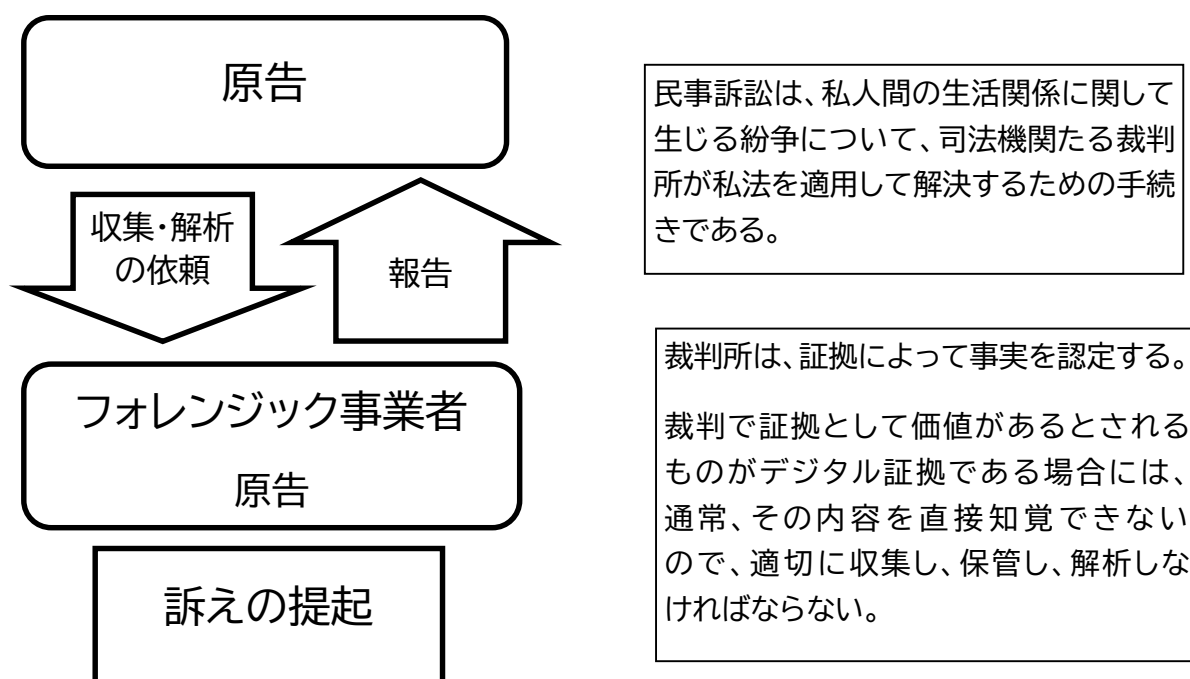 原告
収集・解析
の依頼
報告
フォレンジック事業者
原告
訴えの提起
民事訴訟は、私人間の生活関係に関して
生じる紛争について、司法機関たる裁判
所が私法を適用して解決するための手続
きである。
裁判所は、証拠によって事実を認定する。
裁判で証拠として価値があるとされる
ものがデジタル証拠である場合には、
通常、その内容を直接知覚できない
ので、適切に収集し、保管し、解析しな
ければならない。